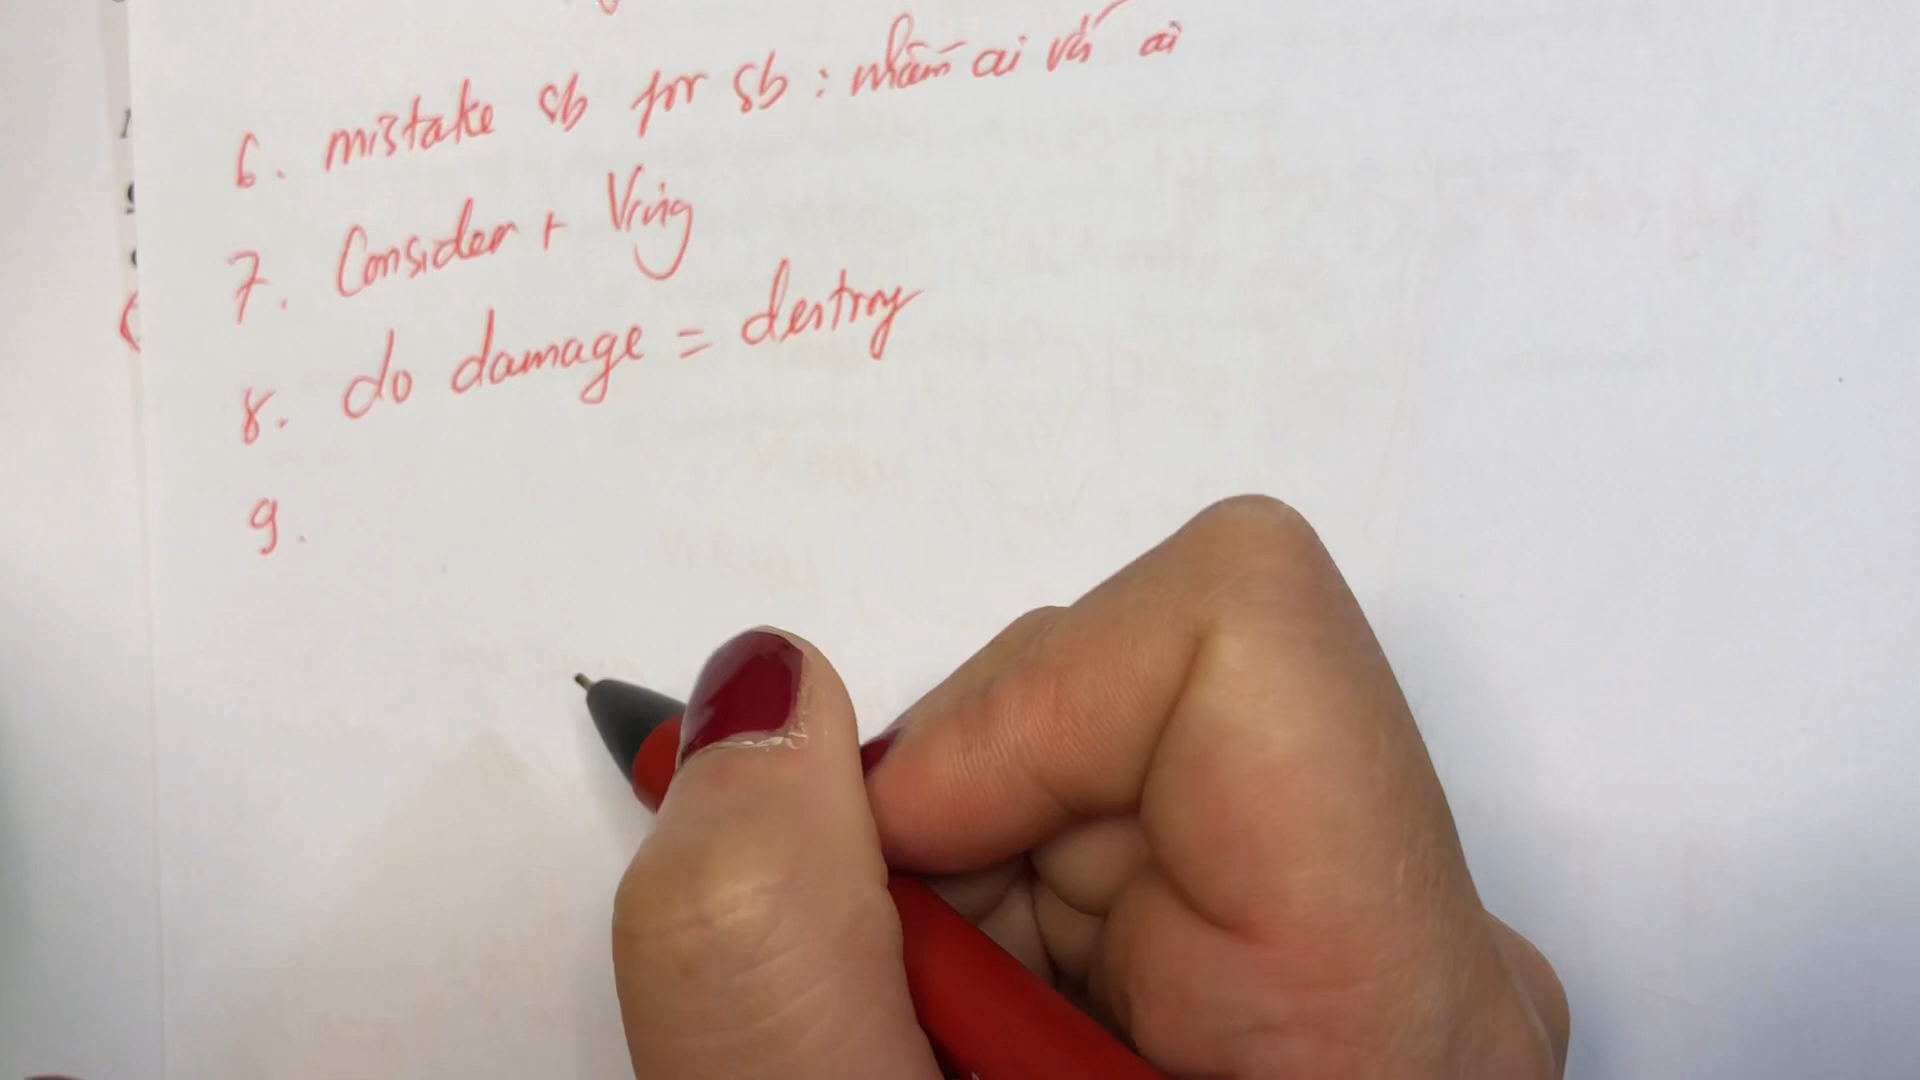 6. mistake sb for sb : nhầm ai với ai
7. Consider + Ving
8. do damage = destroy
9.